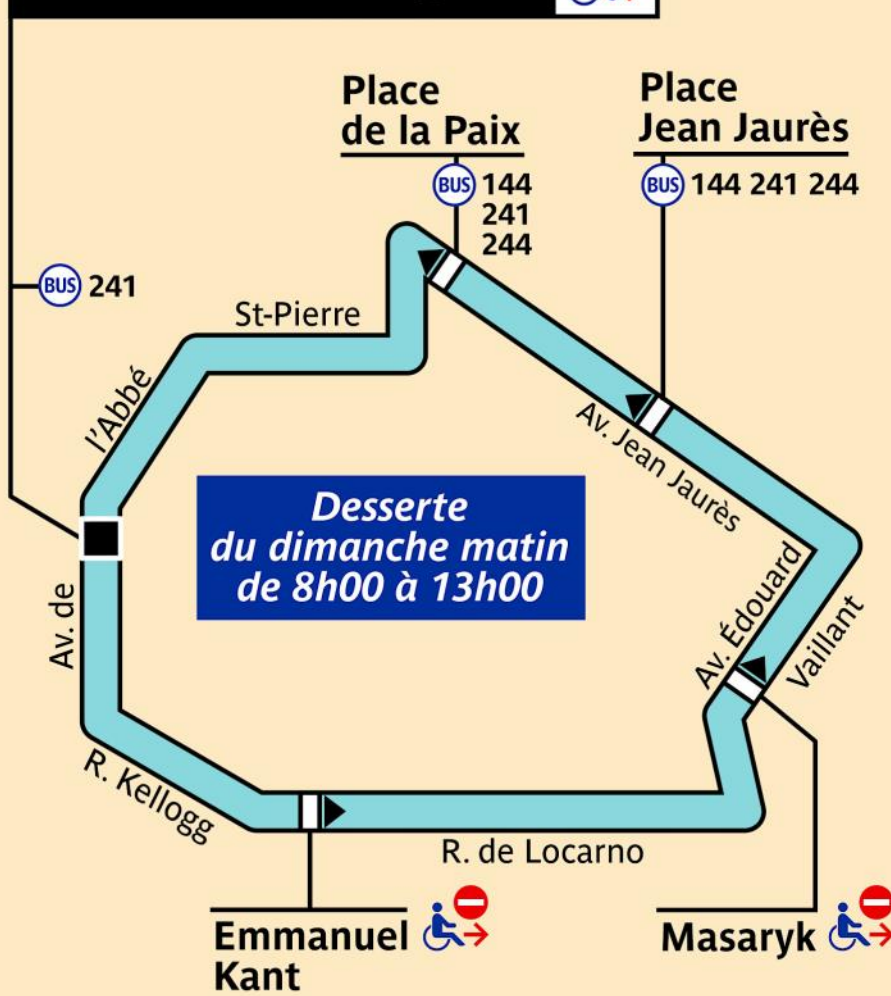 Place
de la Paix
BUS 144
241
244
Place
Jean Jaurès
BUS 144 241 244
BUS 241
St-Pierre
l'Abbé
Av. de
Av. Jean Jaurès
Desserte
du dimanche matin
de 8h00 à 13h00
Av. Édouard
Vaillant
R. Kellogg
R. de Locarno
Emmanuel
Kant
Masaryk